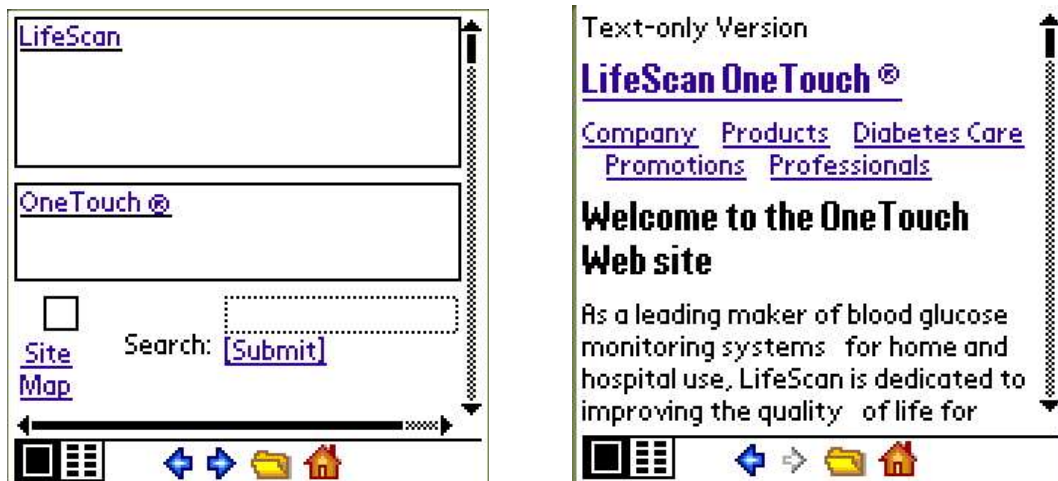 LifeScan
OneTouch ®
Site
Map
Search:
[Submit]
Text-only Version
LifeScan OneTouch ®
Company Products Diabetes Care
Promotions Professionals
Welcome to the OneTouch
Web site
As a leading maker of blood glucose
monitoring systems for home and
hospital use, LifeScan is dedicated to
improving the quality of life for